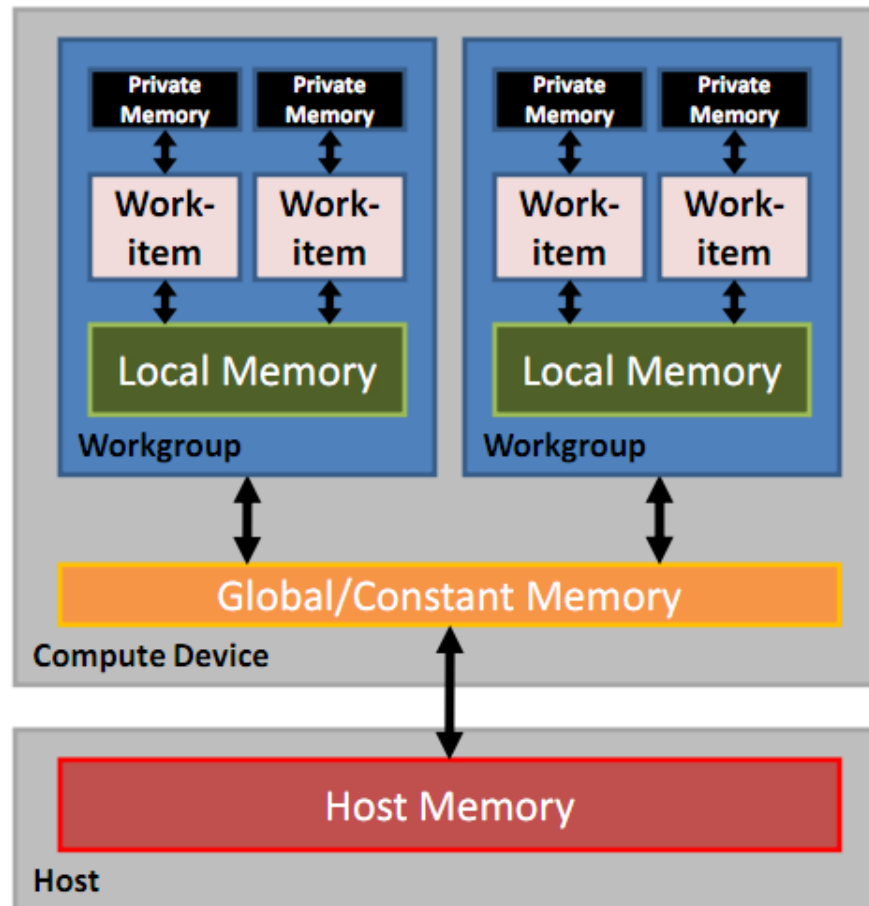 Private
Memory
Private
Memory
Private
Memory
Private
Memory
Work-
item
Work-
item
Work-
item
Work-
item
Local Memory
Local Memory
Workgroup
Workgroup
Global/Constant Memory
Compute Device
Host Memory
Host